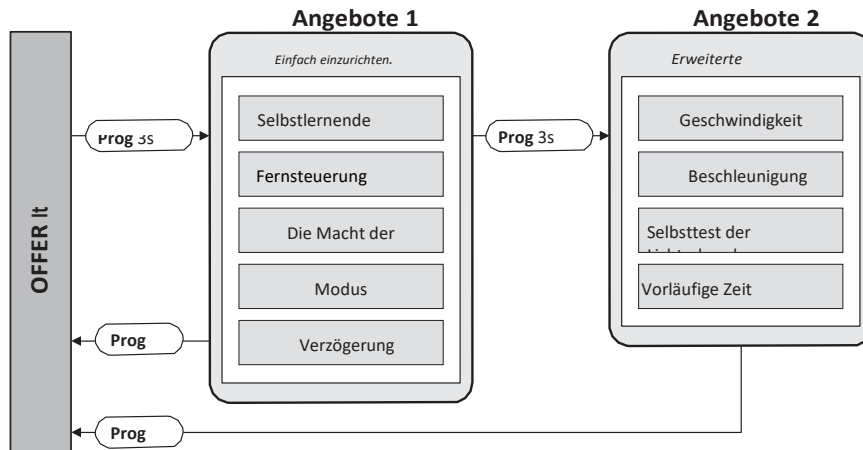 Angebote 1
Angebote 2
Einfach einzurichten.
Erweiterte
OFFER It
Prog 3s
Prog 3s
Selbstlernende
Fernsteuerung
Die Macht der
Modus
Verzögerung
Geschwindigkeit
Beschleunigung
Selbsttest der
Vorläufige Zeit
Prog
Prog